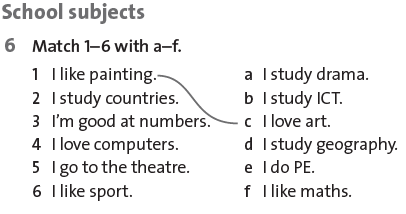 School subjects
6 Match 1–6 with a–f.
1 I like painting. a I study drama.
2 I study countries. b I study ICT.
3 I'm good at numbers. c I love art.
4 I love computers. d I study geography.
5 I go to the theatre. e I do PE.
6 I like sport. f I like maths.